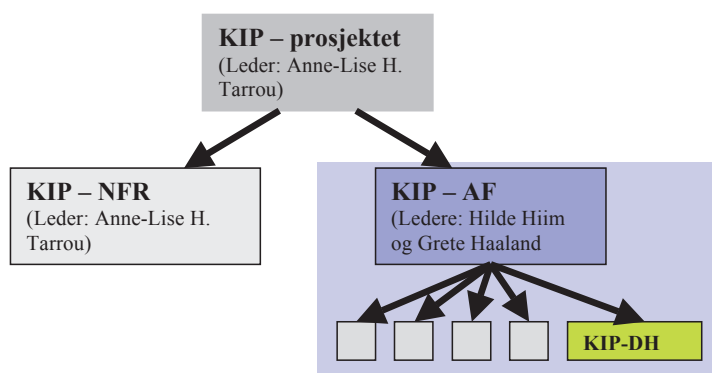 KIP – prosjektet
(Leder: Anne-Lise H.
Tarrou)
KIP – NFR
(Leder: Anne-Lise H.
Tarrou)
KIP – AF
(Ledere: Hilde Hiim
og Grete Haaland
KIP-DH